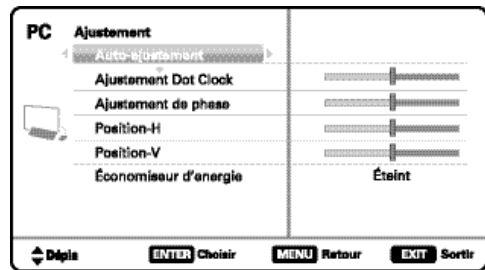 PC Ajustement
Auto-ajustement
Ajustement Dot Clock
Ajustement de phase
Position-H
Position-V
Économiseur d'energie Éteint
Dépla ENTER Choisir MENU Retour EXIT Sortir